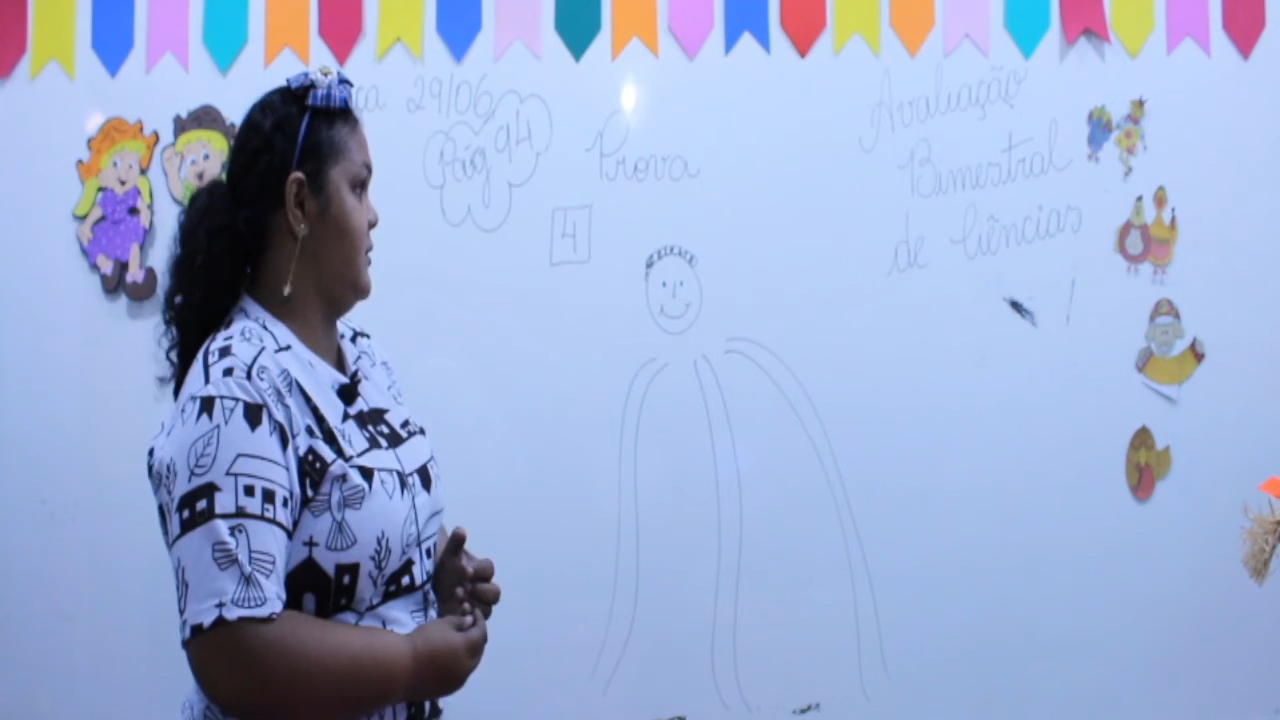 29/06
Pág 94
Prova
4
Avaliação
Bimestral
de Ciências